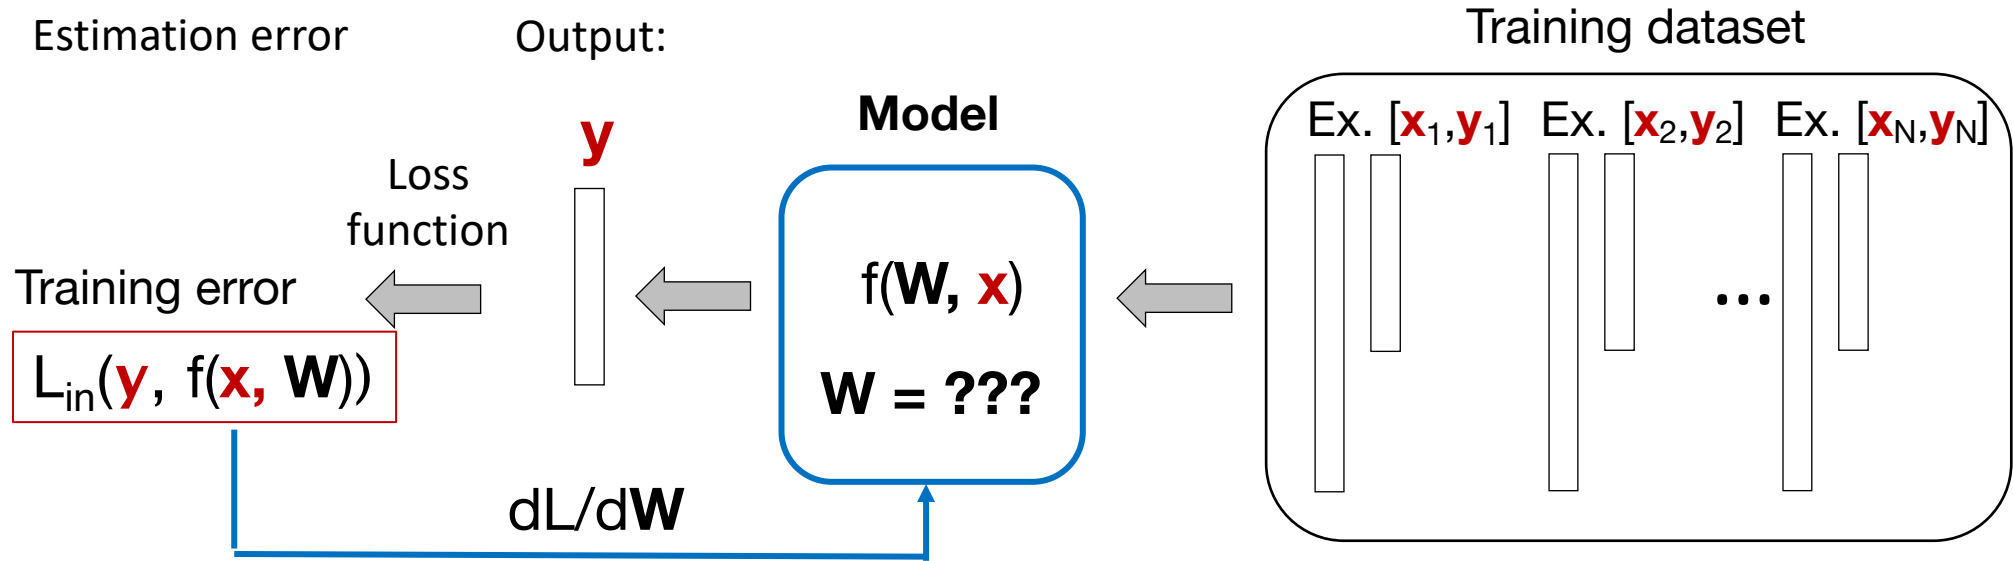 Estimation error
Output:
Training dataset
Model
Ex. [x1,y1] Ex. [x2,y2] Ex. [xN,yN]
y
Loss
function
Training error
Lin(y, f(x, W))
f(W, x)
W = ???
...
dL/dW